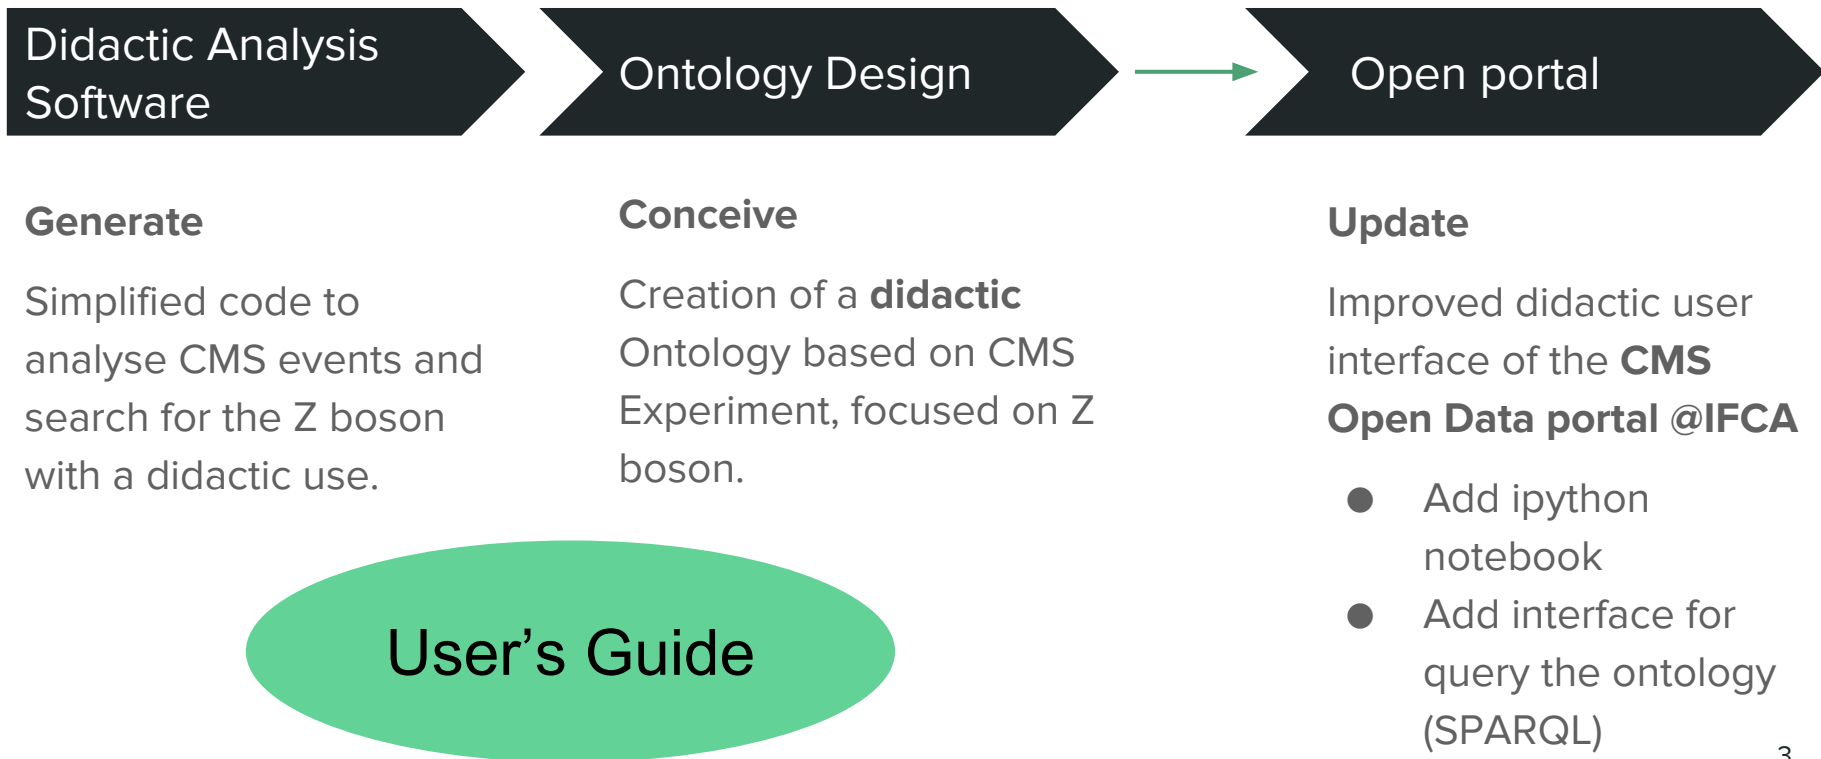 Didactic Analysis
Software
Ontology Design
Open portal
Generate
Simplified code to
analyse CMS events and
search for the Z boson
with a didactic use.
Conceive
Creation of a didactic
Ontology based on CMS
Experiment, focused on Z
boson.
Update
Improved didactic user
interface of the CMS
Open Data portal @IFCA
● Add ipython
notebook
● Add interface for
query the ontology
(SPARQL)
User’s Guide
3